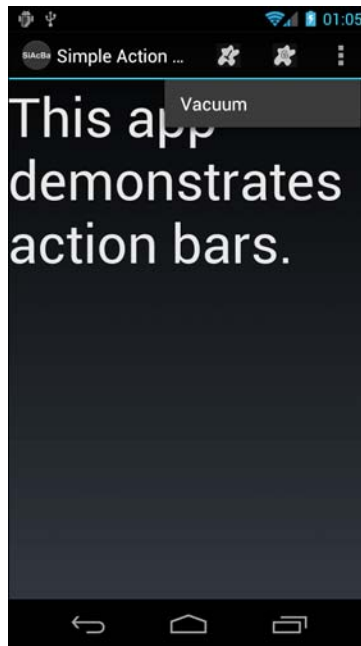 01:05
SiAcBa Simple Action ...
Vacuum
This app
demonstrates
action bars.